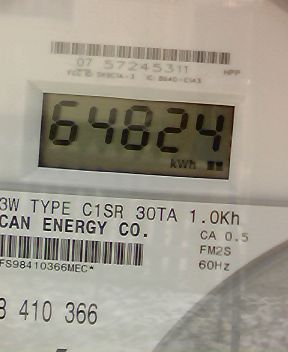 07 57245311
HPP
64824
kWh
3W TYPE C1SR 30TA 1.0Kh
CAN ENERGY CO.
CA 0.5
FM2S
60Hz
FS98410366MEC*
410 366